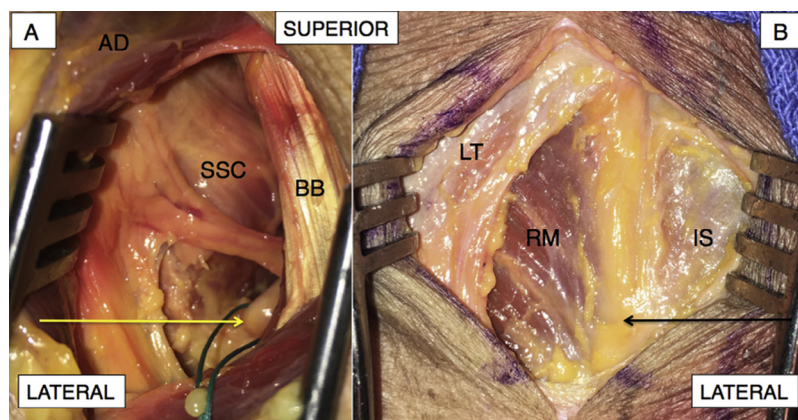 A
AD
SUPERIOR
B
SSC
BB
LT
RM
IS
LATERAL
LATERAL